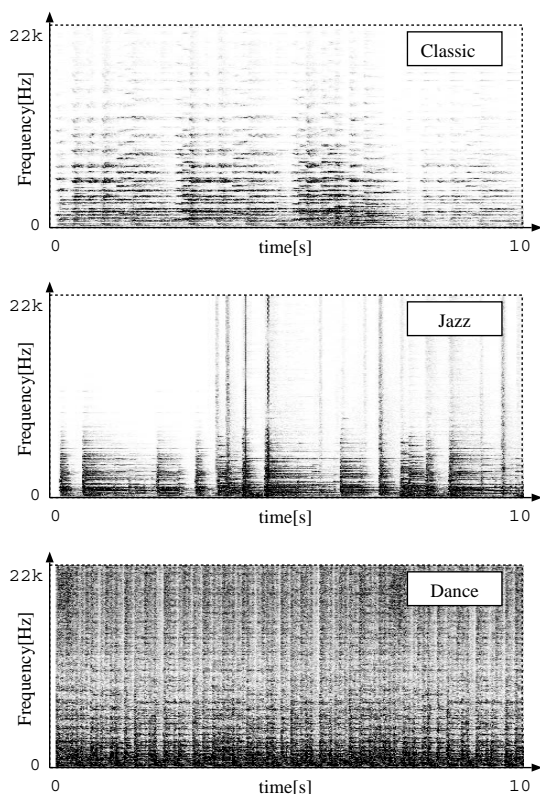 22k
Classic
Frequency[Hz]
0
0
10
time[s]
22k
Jazz
Frequency[Hz]
0
0
10
time[s]
22k
Dance
Frequency[Hz]
0
0
10
time[s]